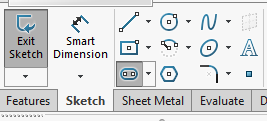 Exit
Sketch
Smart
Dimension
A
Features Sketch Sheet Metal Evaluate